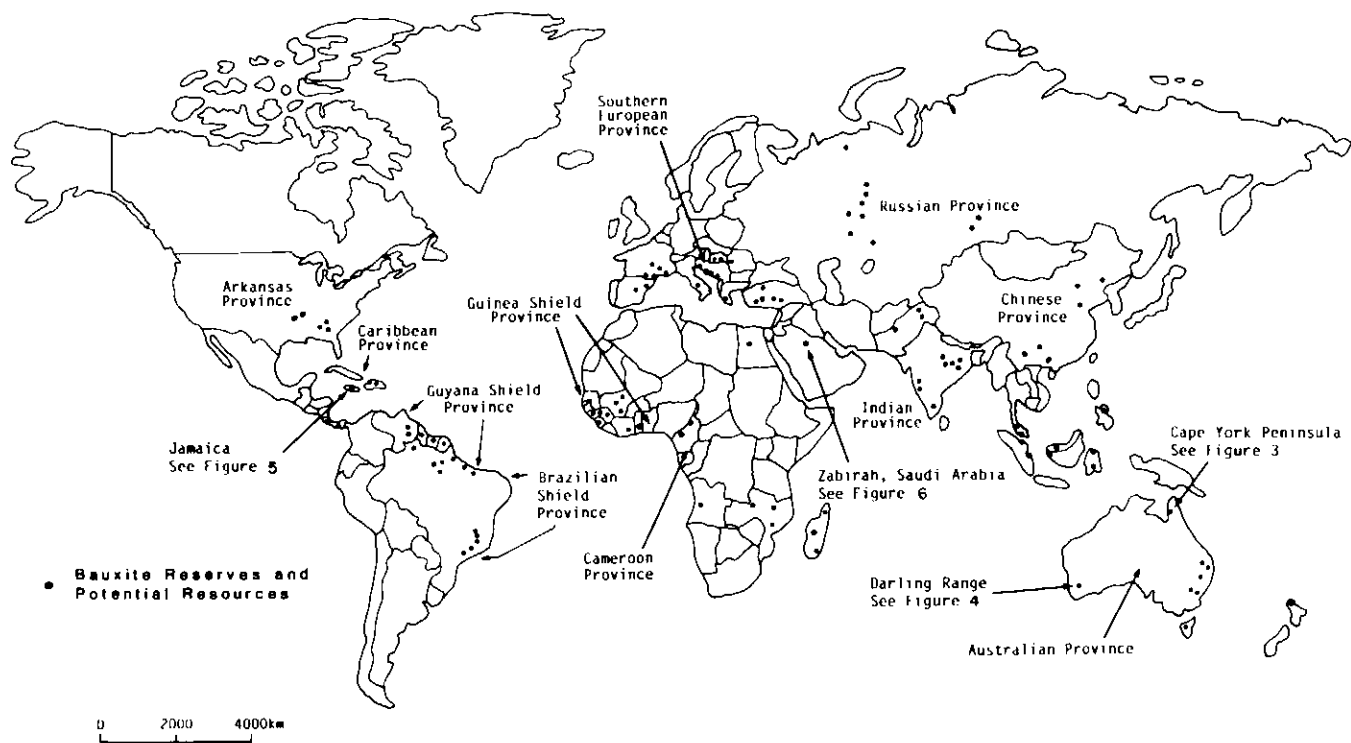 Southern
European
Province
Russian Province
Arkansas
Province
Caribbean
Province
Guinea Shield
Province
Chinese
Province
Guyana Shield
Province
Indian Province
Cape York Peninsula
See Figure 3
Jamaica
See Figure 5
Zabirah, Saudi Arabia
See Figure 6
Brazilian
Shield
Province
Cameroon
Province
Bauxite Reserves and
Potential Resources
Darling Range
See Figure 4
Australian Province
0 2000 4000km